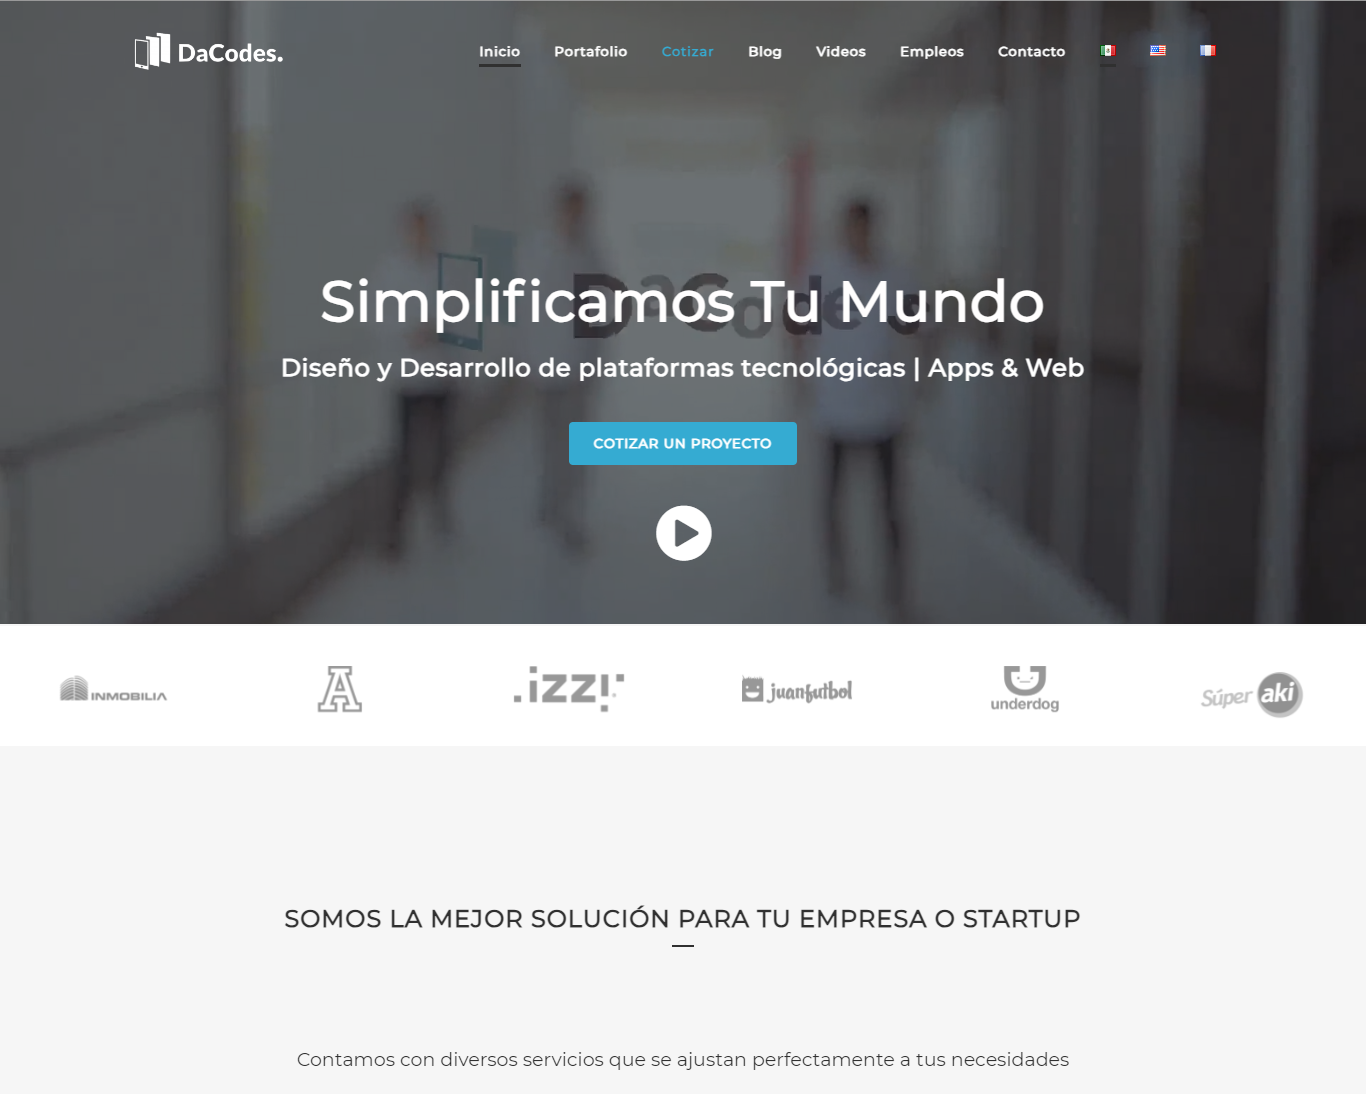 DaCodes.
Inicio
Portafolio
Cotizar
Blog
Videos
Empleos
Contacto
DaCodes
Simplificamos Tu Mundo
Diseño y Desarrollo de plataformas tecnológicas | Apps & Web
COTIZAR UN PROYECTO
INMOBILIA
A
.izzi
juanfutbol
underdog
Súper aki
SOMOS LA MEJOR SOLUCIÓN PARA TU EMPRESA O STARTUP
Contamos con diversos servicios que se ajustan perfectamente a tus necesidades